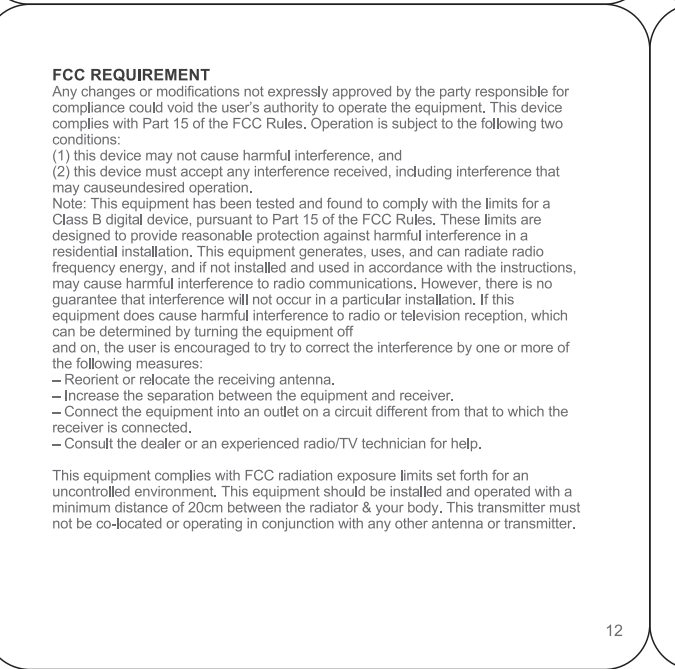 FCC REQUIREMENT
Any changes or modifications not expressly approved by the party responsible for
compliance could void the user's authority to operate the equipment. This device
complies with Part 15 of the FCC Rules. Operation is subject to the following two
conditions:
(1) this device may not cause harmful interference, and
(2) this device must accept any interference received, including interference that
may causeundesired operation.
Note: This equipment has been tested and found to comply with the limits for a
Class B digital device, pursuant to Part 15 of the FCC Rules. These limits are
designed to provide reasonable protection against harmful interference in a
residential installation. This equipment generates, uses, and can radiate radio
frequency energy, and if not installed and used in accordance with the instructions,
may cause harmful interference to radio communications. However, there is no
guarantee that interference will not occur in a particular installation. If this
equipment does cause harmful interference to radio or television reception, which
can be determined by turning the equipment off
and on, the user is encouraged to try to correct the interference by one or more of
the following measures:
– Reorient or relocate the receiving antenna.
– Increase the separation between the equipment and receiver.
– Connect the equipment into an outlet on a circuit different from that to which the
receiver is connected.
– Consult the dealer or an experienced radio/TV technician for help.
This equipment complies with FCC radiation exposure limits set forth for an
uncontrolled environment. This equipment should be installed and operated with a
minimum distance of 20cm between the radiator & your body. This transmitter must
not be co-located or operating in conjunction with any other antenna or transmitter.
12